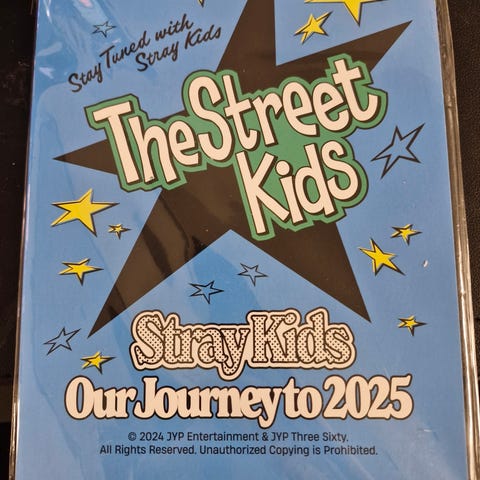 Stay Tuned with
Stray Kids
The Street
Kids
Stray Kids
Our Journey to 2025
© 2024 JYP Entertainment & JYP Three Sixty.
All Rights Reserved. Unauthorized Copying is Prohibited.